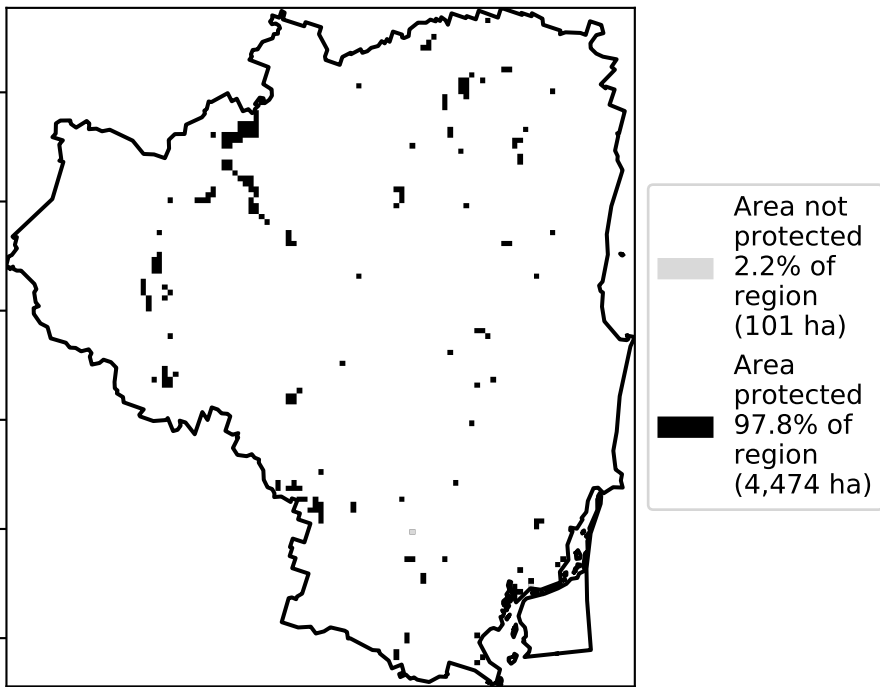 Area not
protected
2.2% of
region
(101 ha)
Area
protected
97.8% of
region
(4,474 ha)